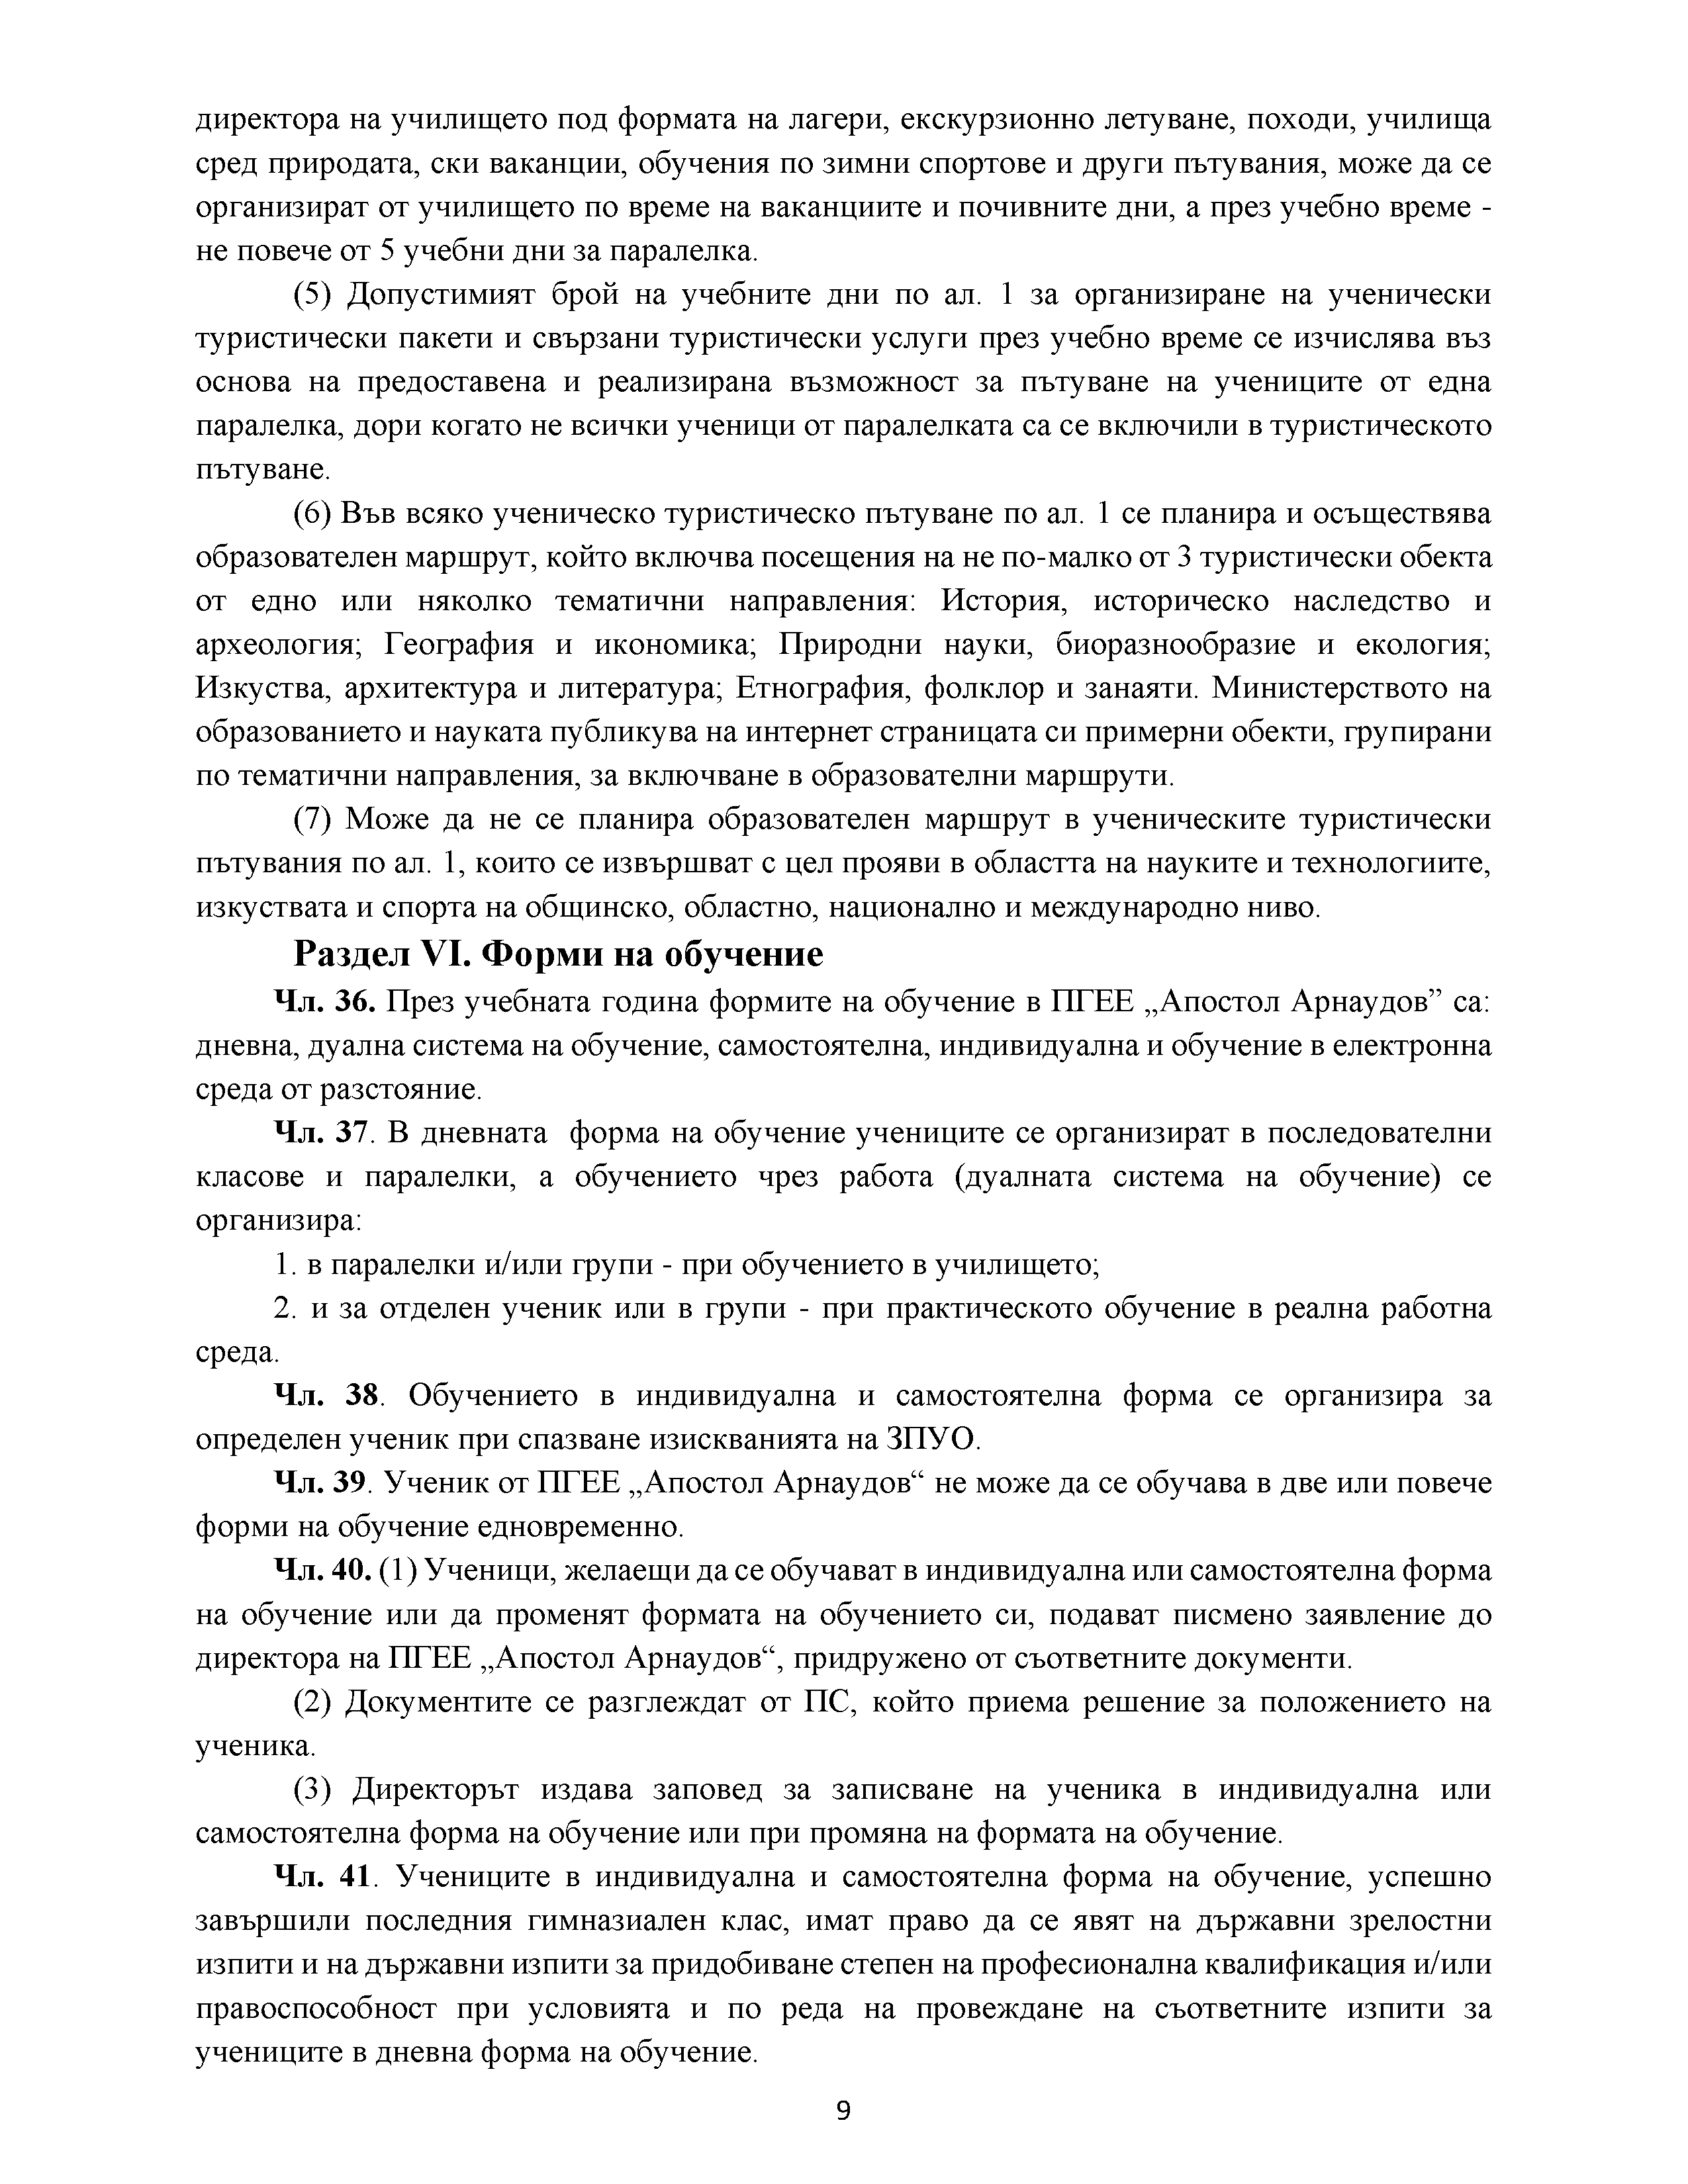 директора на училището под формата на лагери, екскурзионно летуване, походи, училища
сред природата, ски ваканции, обучения по зимни спортове и други пътувания, може да се
организират от училището по време на ваканциите и почивните дни, а през учебно време -
не повече от 5 учебни дни за паралелка.
(5) Допустимият брой на учебните дни по ал. 1 за организиране на ученически
туристически пакети и свързани туристически услуги през учебно време се изчислява въз
основа на предоставена и реализирана възможност за пътуване на учениците от една
паралелка, дори когато не всички ученици от паралелката са се включили в туристическото
пътуване.
(6) Във всяко ученическо туристическо пътуване по ал. 1 се планира и осъществява
образователен маршрут, който включва посещения на не по-малко от 3 туристически обекта
от едно или няколко тематични направления: История, историческо наследство и
археология; География и икономика; Природни науки, биоразнообразие и екология;
Изкуства, архитектура и литература; Етнография, фолклор и занаяти. Министерството на
образованието и науката публикува на интернет страницата си примерни обекти, групирани
по тематични направления, за включване в образователни маршрути.
(7) Може да не се планира образователен маршрут в ученическите туристически
пътувания по ал. 1, които се извършват с цел прояви в областта на науките и технологиите,
изкуствата и спорта на общинско, областно, национално и международно ниво.
Раздел VI. Форми на обучение
Чл. 36. През учебната година формите на обучение в ПГЕЕ „Апостол Арнаудов” са:
дневна, дуална система на обучение, самостоятелна, индивидуална и обучение в електронна
среда от разстояние.
Чл. 37. В дневната  форма на обучение учениците се организират в последователни
класове и паралелки, а обучението чрез работа (дуалната система на обучение) се
организира:
1. в паралелки и/или групи - при обучението в училището;
2. и за отделен ученик или в групи - при практическото обучение в реална работна
среда.
Чл. 38. Обучението в индивидуална и самостоятелна форма се организира за
определен ученик при спазване изискванията на ЗПУО.
Чл. 39. Ученик от ПГЕЕ „Апостол Арнаудов“ не може да се обучава в две или повече
форми на обучение едновременно.
Чл. 40. (1) Ученици, желаещи да се обучават в индивидуална или самостоятелна форма
на обучение или да променят формата на обучението си, подават писмено заявление до
директора на ПГЕЕ „Апостол Арнаудов“, придружено от съответните документи.
(2) Документите се разглеждат от ПС, който приема решение за положението на
ученика.
(3) Директорът издава заповед за записване на ученика в индивидуална или
самостоятелна форма на обучение или при промяна на формата на обучение.
Чл. 41. Учениците в индивидуална и самостоятелна форма на обучение, успешно
завършили последния гимназиален клас, имат право да се явят на държавни зрелостни
изпити и на държавни изпити за придобиване степен на професионална квалификация и/или
правоспособност при условията и по реда на провеждане на съответните изпити за
учениците в дневна форма на обучение.
9